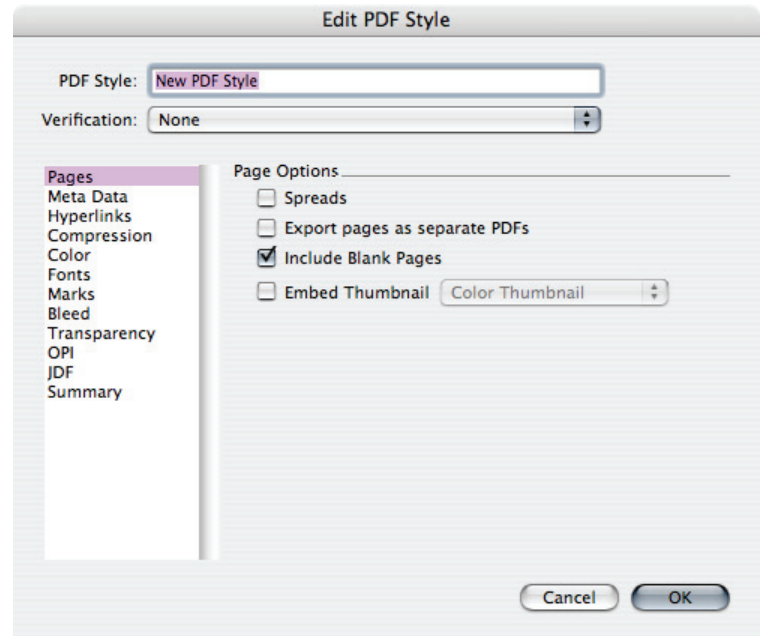 Edit PDF Style
PDF Style: New PDF Style
Verification: None
Pages
Meta Data
Hyperlinks
Compression
Color
Fonts
Marks
Bleed
Transparency
OPI
JDF
Summary
Page Options
Spreads
Export pages as separate PDFs
Include Blank Pages
Embed Thumbnail Color Thumbnail
Cancel OK